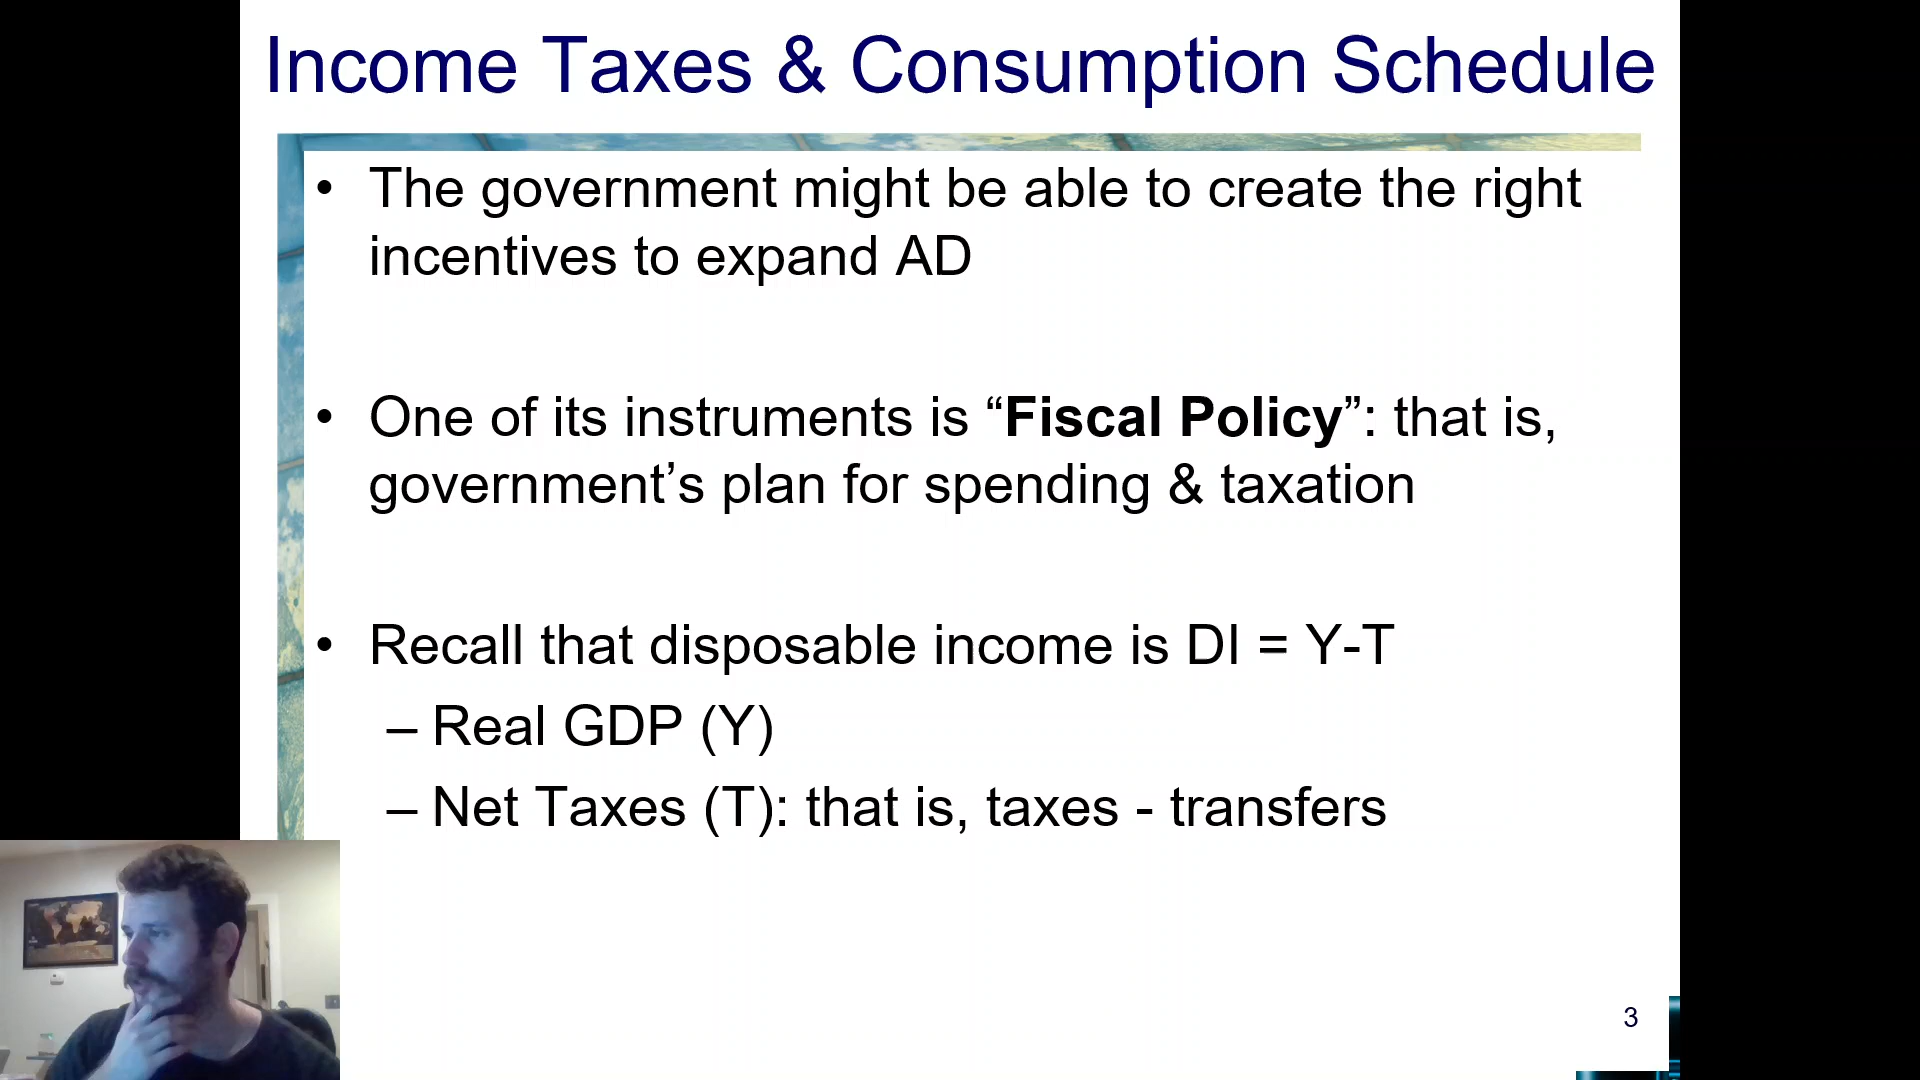 Income Taxes & Consumption Schedule
• The government might be able to create the right
incentives to expand AD
• One of its instruments is “Fiscal Policy”: that is,
government’s plan for spending & taxation
• Recall that disposable income is DI = Y-T
– Real GDP (Y)
– Net Taxes (T): that is, taxes - transfers
3